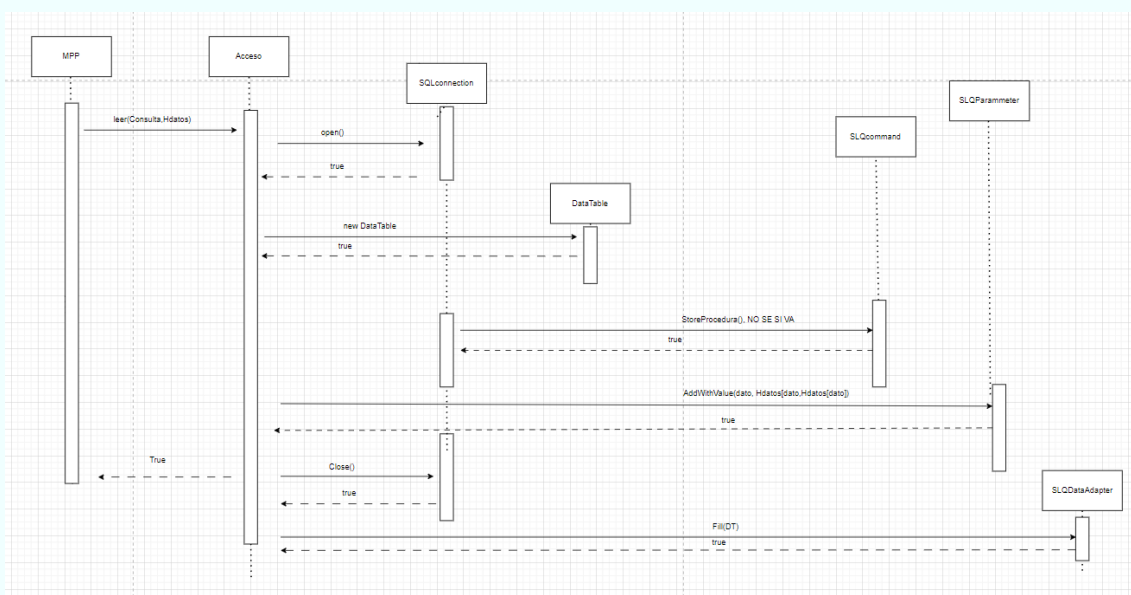 MPP
Acceso
SQLconnection
SLQParammeter
SLQcommand
leer(Consulta,Hdatos)
open()
true
DataTable
new DataTable
true
StoreProcedura(), NO SE SI VA
true
AddWithValue(dato, Hdatos[dato,Hdatos[dato])
true
True
Close()
true
SLQDataAdapter
Fill(DT)
true